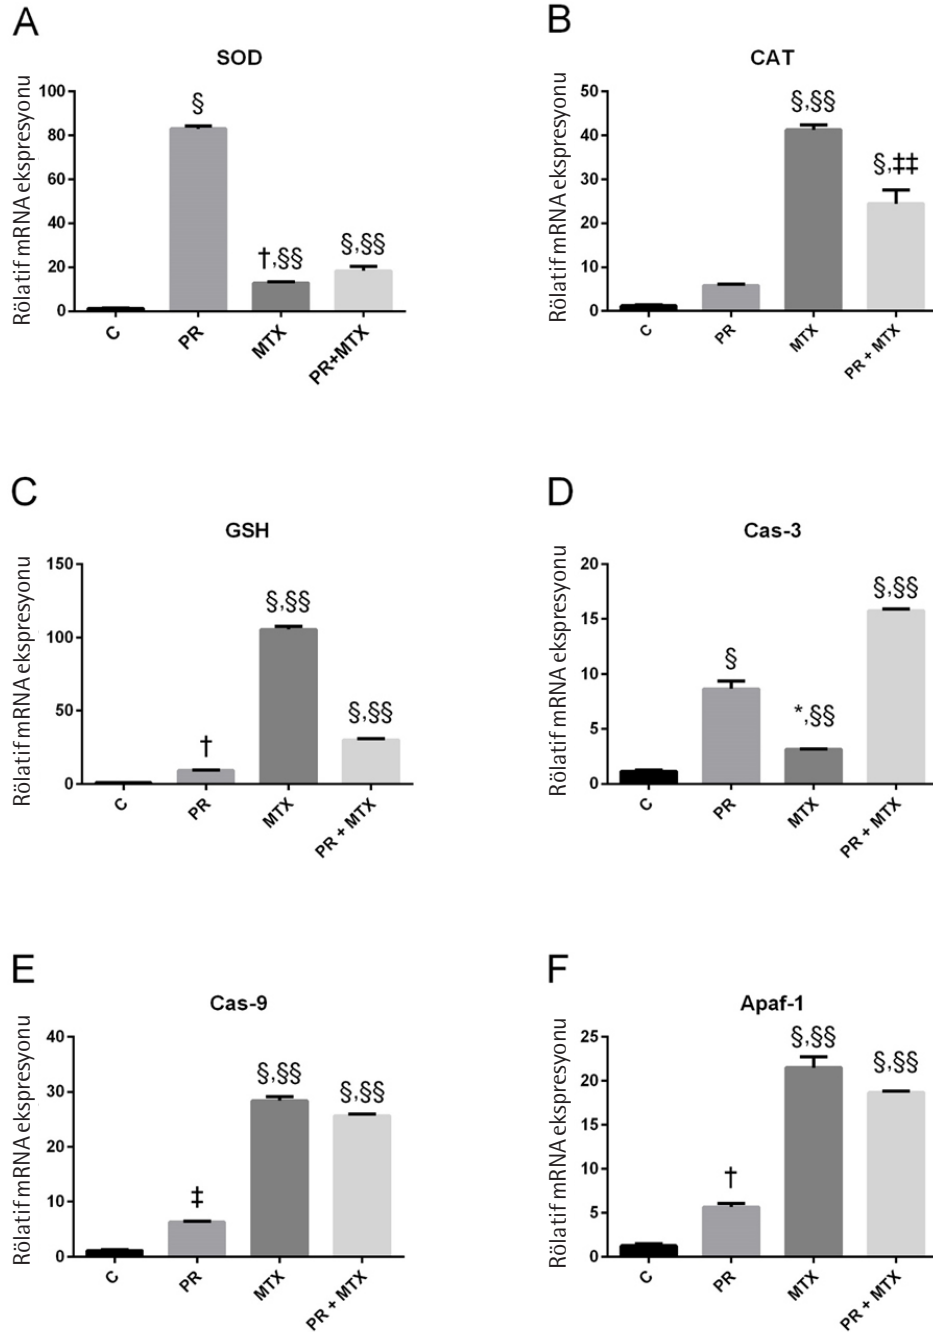 A
SOD
Rölatif mRNA ekspresyonu
100
80
60
40
20
0
§
†,§§
§,§§
C
PR
MTX
PR+MTX
B
CAT
Rölatif mRNA ekspresyonu
50
40
30
20
10
0
§,§§
§,‡‡
C
PR
MTX
PR + MTX
C
GSH
Rölatif mRNA ekspresyonu
150
100
50
0
†
§,§§
§,§§
C
PR
MTX
PR + MTX
D
Cas-3
Rölatif mRNA ekspresyonu
20
15
10
5
0
§
*,§§
§,§§
C
PR
MTX
PR + MTX
E
Cas-9
Rölatif mRNA ekspresyonu
40
30
20
10
0
‡
§,§§
§,§§
C
PR
MTX
PR + MTX
F
Apaf-1
Rölatif mRNA ekspresyonu
25
20
15
10
5
0
†
§,§§
§,§§
C
PR
MTX
PR + MTX